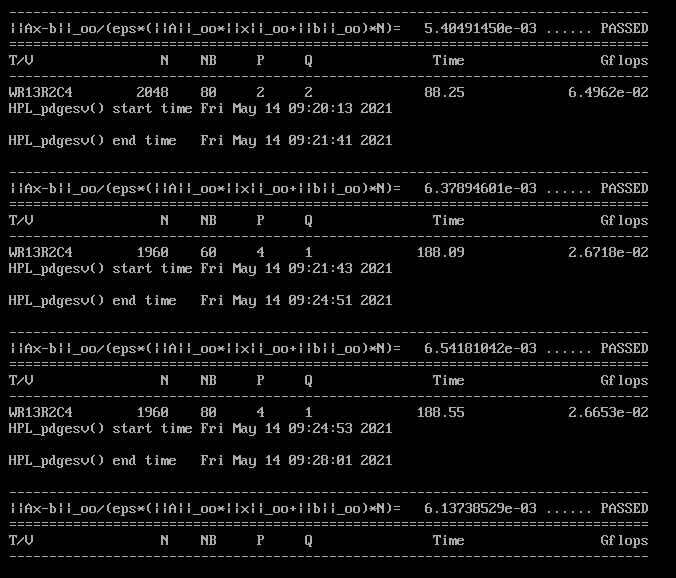 --------------------------------------------------------------------------------
||Ax-b||_oo/(eps*(||A||_oo*||x||_oo+||b||_oo)*N)=   5.40491450e-03 ...... PASSED
================================================================================
T/V                N    NB     P     Q               Time                 Gflops
--------------------------------------------------------------------------------
WR13R2C4        2048    80     2     2              88.25             6.4962e-02
HPL_pdgesv() start time Fri May 14 09:20:13 2021
HPL_pdgesv() end time   Fri May 14 09:21:41 2021
--------------------------------------------------------------------------------
||Ax-b||_oo/(eps*(||A||_oo*||x||_oo+||b||_oo)*N)=   6.37894601e-03 ...... PASSED
================================================================================
T/V                N    NB     P     Q               Time                 Gflops
--------------------------------------------------------------------------------
WR13R2C4        1960    60     4     1             188.09             2.6718e-02
HPL_pdgesv() start time Fri May 14 09:21:43 2021
HPL_pdgesv() end time   Fri May 14 09:24:51 2021
--------------------------------------------------------------------------------
||Ax-b||_oo/(eps*(||A||_oo*||x||_oo+||b||_oo)*N)=   6.54181042e-03 ...... PASSED
================================================================================
T/V                N    NB     P     Q               Time                 Gflops
--------------------------------------------------------------------------------
WR13R2C4        1960    80     4     1             188.55             2.6653e-02
HPL_pdgesv() start time Fri May 14 09:24:53 2021
HPL_pdgesv() end time   Fri May 14 09:28:01 2021
--------------------------------------------------------------------------------
||Ax-b||_oo/(eps*(||A||_oo*||x||_oo+||b||_oo)*N)=   6.13738529e-03 ...... PASSED
================================================================================
T/V                N    NB     P     Q               Time                 Gflops
--------------------------------------------------------------------------------